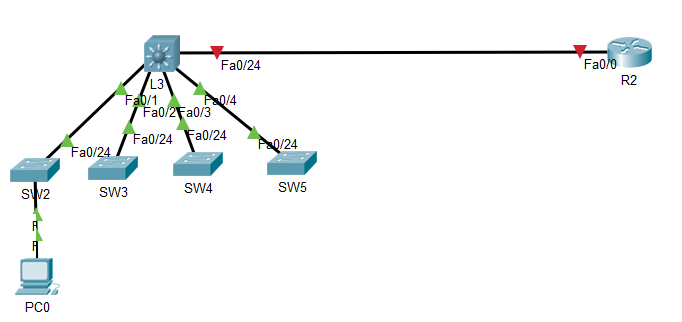 Fa0/24
Fa0/0
L3
R2
Fa0/1
Fa0/2
Fa0/3
Fa0/4
Fa0/24
Fa0/24
Fa0/24
Fa0/24
SW2
SW3
SW4
SW5
F
F
PC0